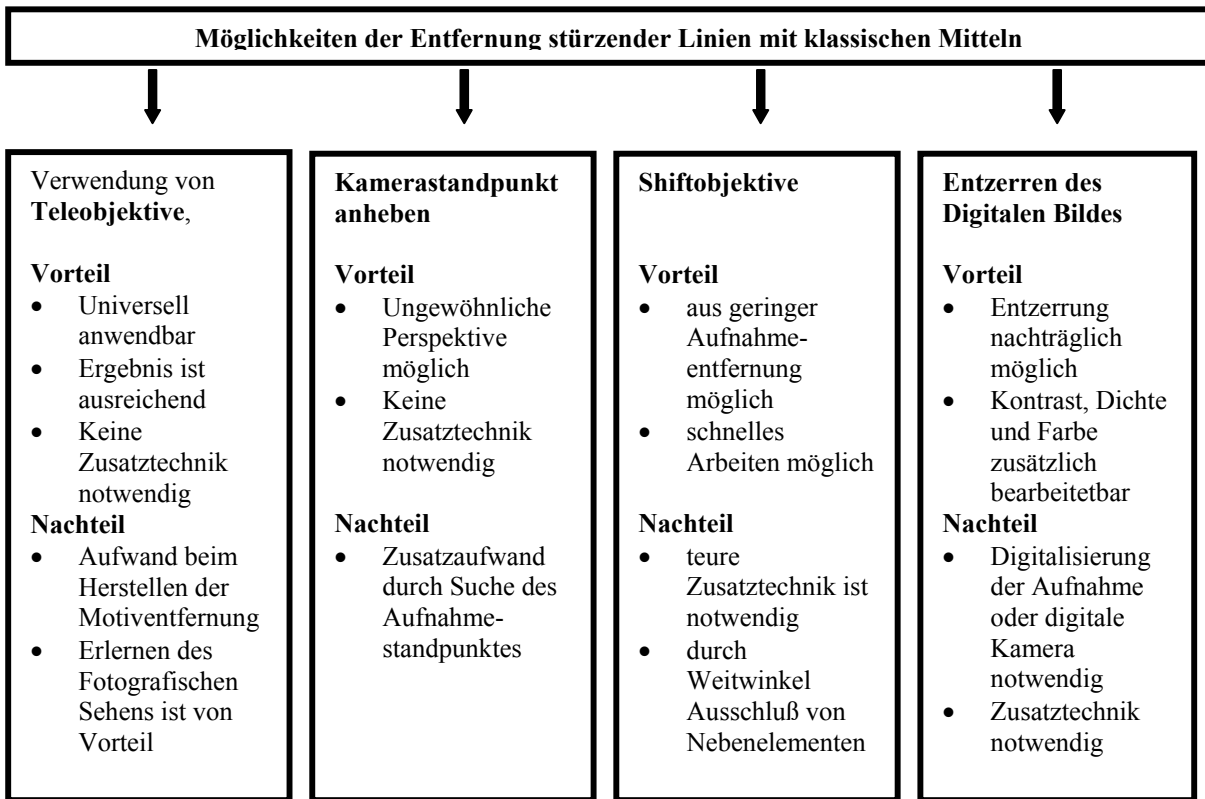 Möglichkeiten der Entfernung stürzender Linien mit klassischen Mitteln
Verwendung von
Teleobjektive,
Vorteil
• Universell
anwendbar
• Ergebnis ist
ausreichend
• Keine
Zusatztechnik
notwendig
Nachteil
• Aufwand beim
Herstellen der
Motiventfernung
• Erlernen des
Fotografischen
Sehens ist von
Vorteil
Kamerastandpunkt
anheben
Vorteil
• Ungewöhnliche
Perspektive
möglich
• Keine
Zusatztechnik
notwendig
Nachteil
• Zusatzaufwand
durch Suche des
Aufnahme-
standpunktes
Shiftobjektive
Vorteil
• aus geringer
Aufnahme-
entfernung
möglich
• schnelles
Arbeiten möglich
Nachteil
• teure
Zusatztechnik ist
notwendig
• durch
Weitwinkel
Ausschluß von
Nebenelementen
Entzerren des
Digitalen Bildes
Vorteil
• Entzerrung
nachträglich
möglich
• Kontrast, Dichte
und Farbe
zusätzlich
bearbeitetbar
Nachteil
• Digitalisierung
der Aufnahme
oder digitale
Kamera
notwendig
• Zusatztechnik
notwendig